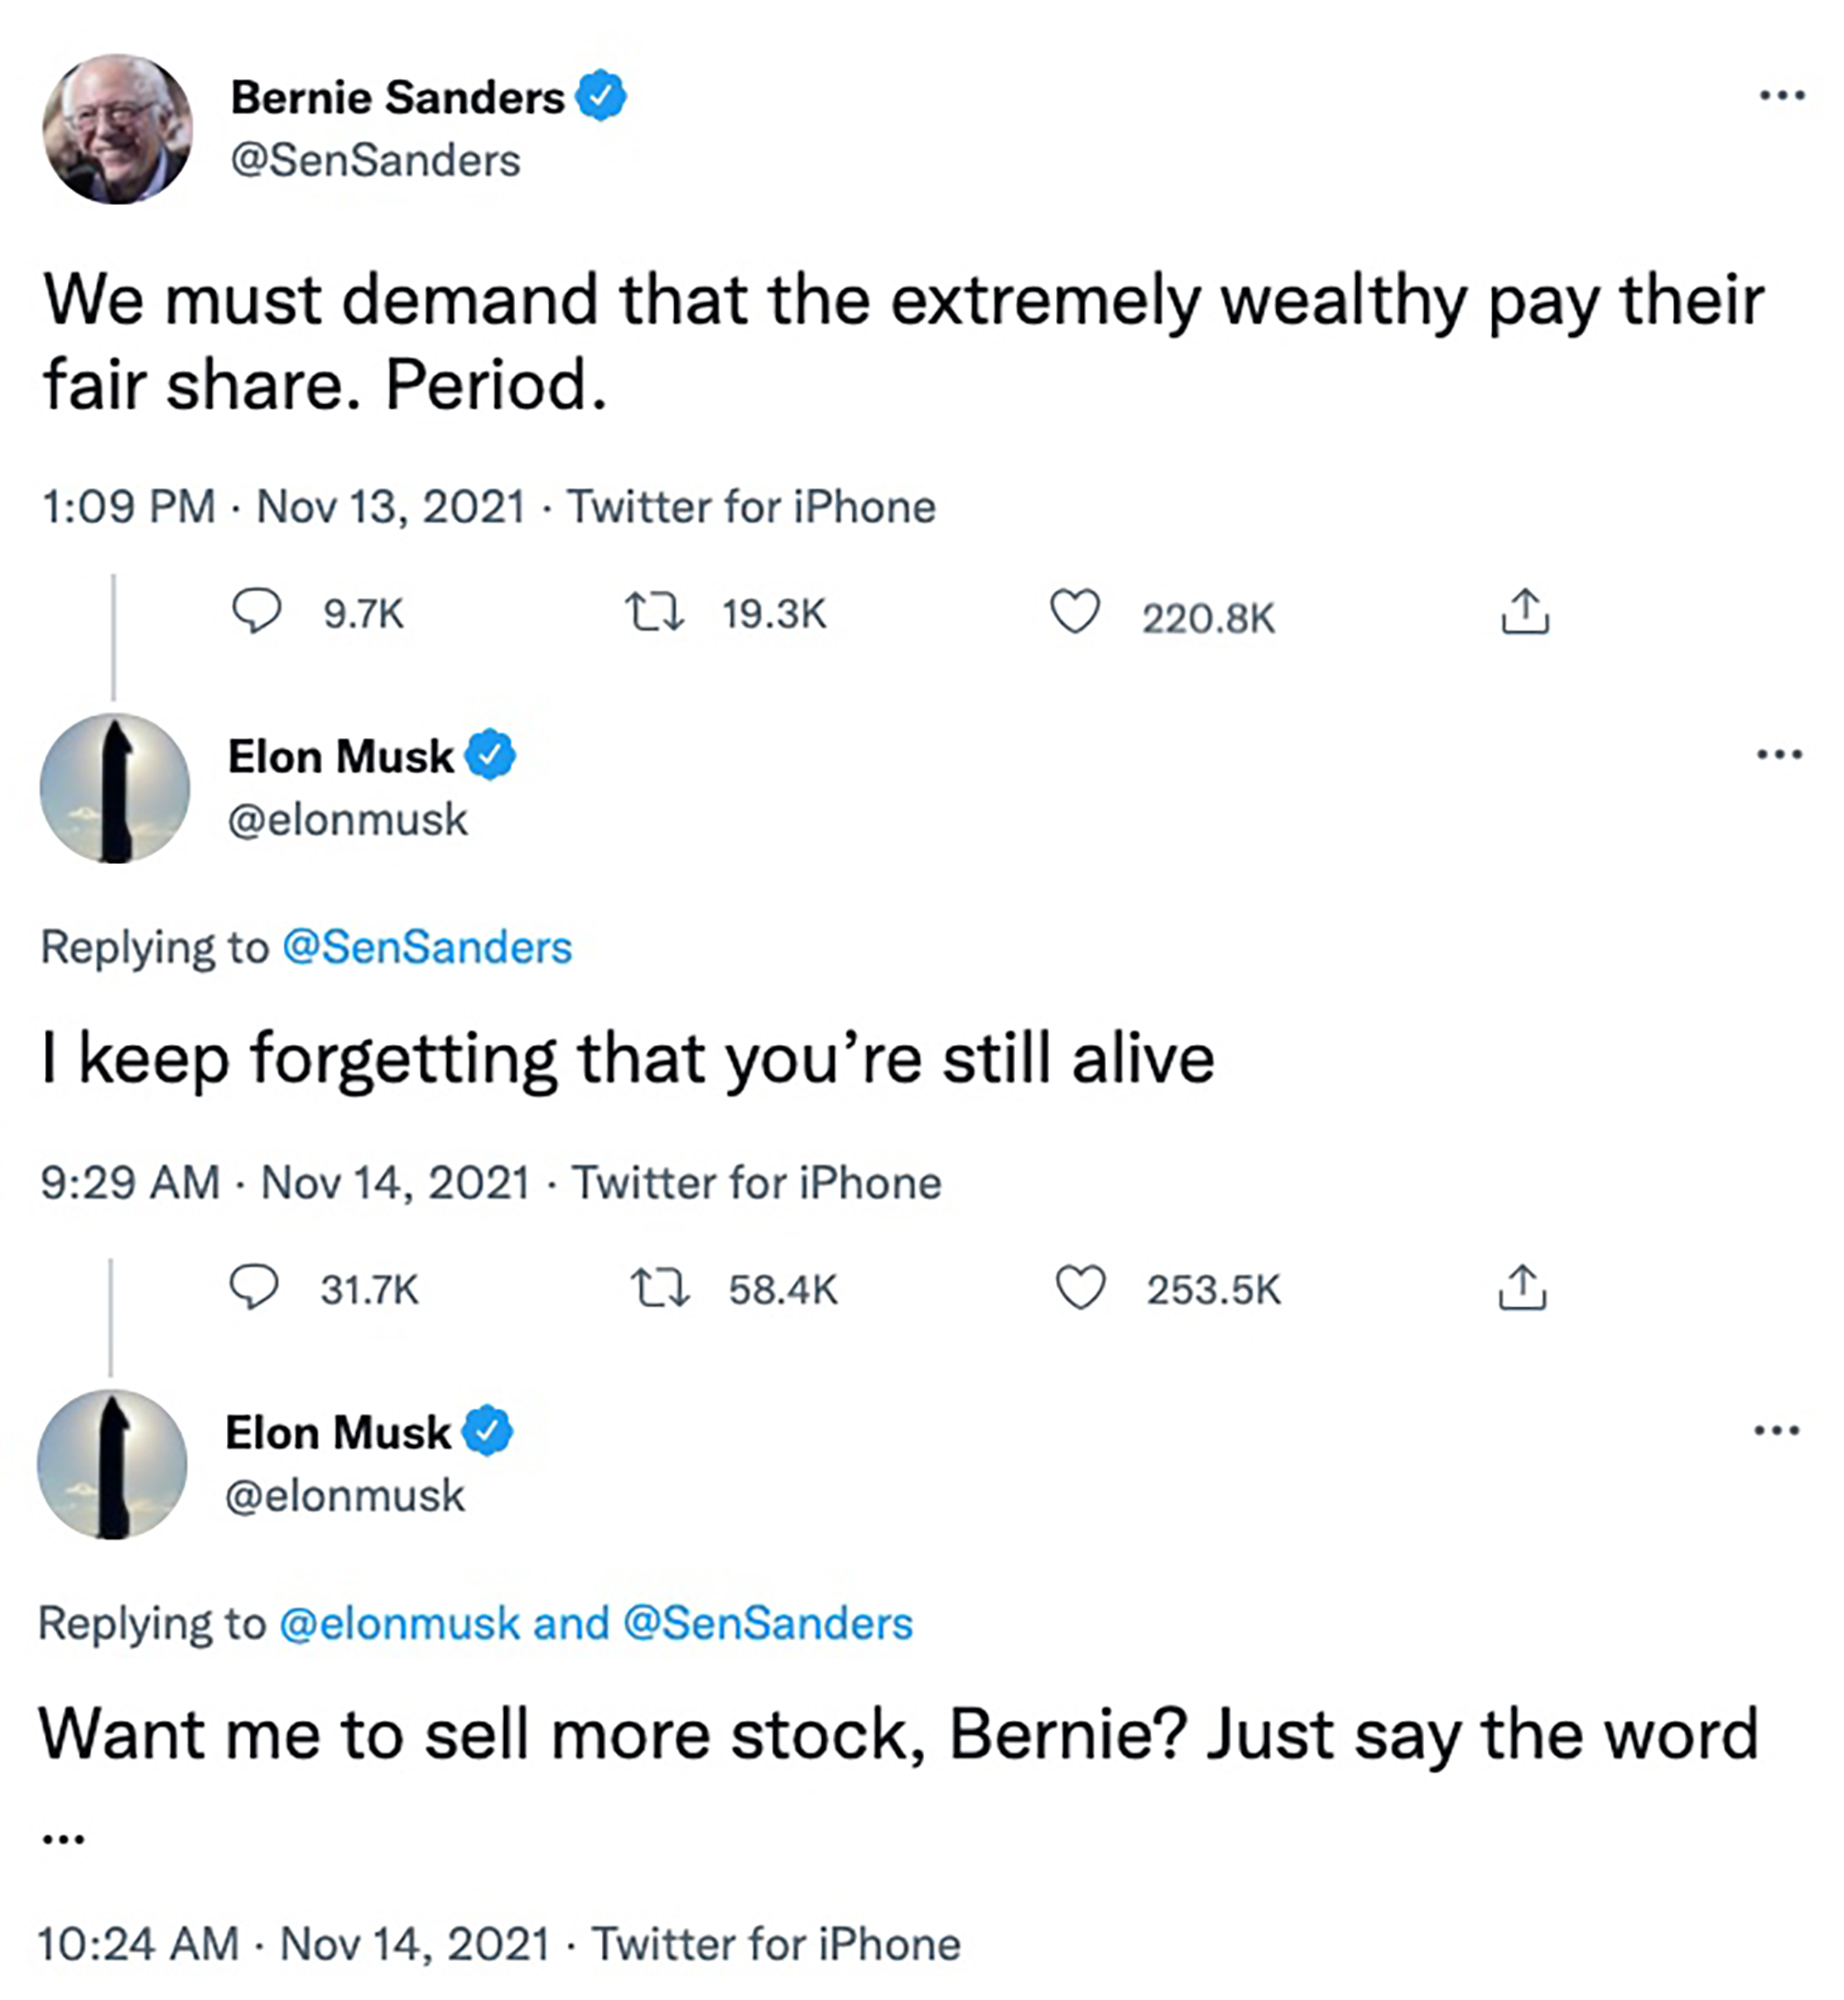 Bernie Sanders
@SenSanders
We must demand that the extremely wealthy pay their
fair share. Period.
1:09 PM · Nov 13, 2021 · Twitter for iPhone
9.7K 19.3K 220.8K
Elon Musk
@elonmusk
Replying to @SenSanders
I keep forgetting that you’re still alive
9:29 AM · Nov 14, 2021 · Twitter for iPhone
31.7K 58.4K 253.5K
Elon Musk
@elonmusk
Replying to @elonmusk and @SenSanders
Want me to sell more stock, Bernie? Just say the word
...
10:24 AM · Nov 14, 2021 · Twitter for iPhone